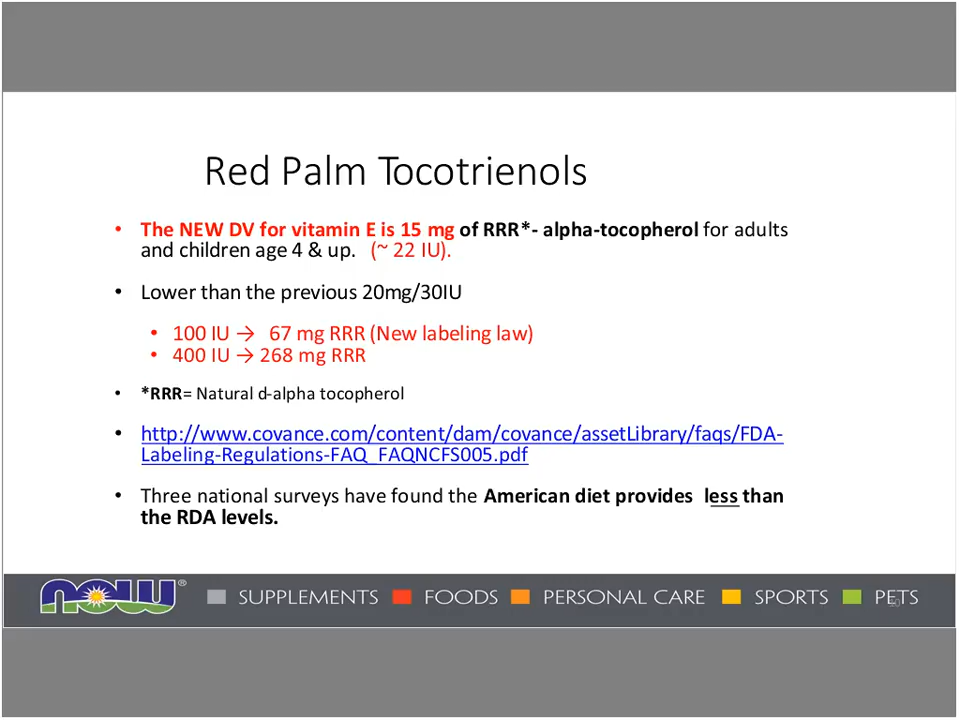 Red Palm Tocotrienols
• The NEW DV for vitamin E is 15 mg of RRR*- alpha-tocopherol for adults
and children age 4 & up. (~ 22 IU).
• Lower than the previous 20mg/30IU
• 100 IU → 67 mg RRR (New labeling law)
• 400 IU → 268 mg RRR
• *RRR= Natural d-alpha tocopherol
• http://www.covance.com/content/dam/covance/assetLibrary/faqs/FDA-
Labeling-Regulations-FAQ_FAQNCFS005.pdf
• Three national surveys have found the American diet provides less than
the RDA levels.
now® SUPPLEMENTS FOODS PERSONAL CARE SPORTS PETS